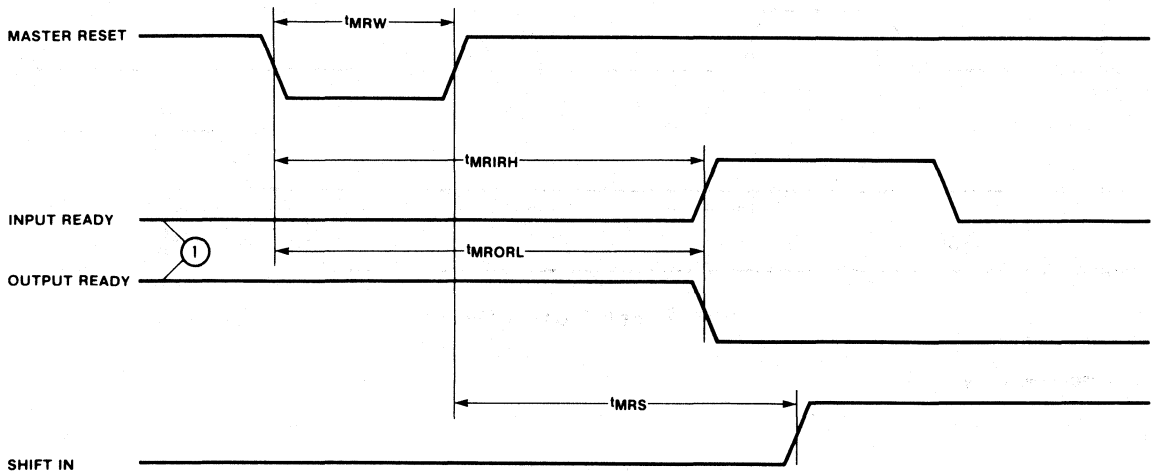 tMRW
MASTER RESET
tMRIRH
INPUT READY
1
tMRORL
OUTPUT READY
tMRS
SHIFT IN